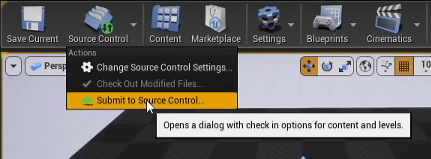 Save Current Source Control Content Marketplace Settings Blueprints Cinematics
Actions
Persp
Change Source Control Settings...
10
Check Out Modified Files...
Submit to Source Control...
Opens a dialog with check in options for content and levels.